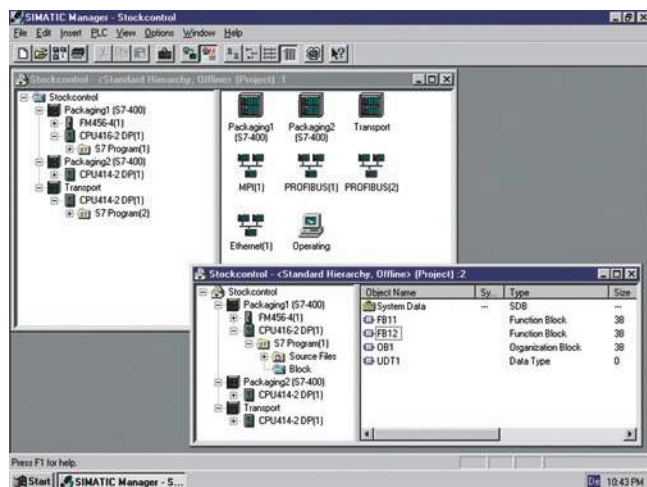 SIMATIC Manager - Stockcontrol
File Edit Insert PLC View Options Window Help
Stockcontrol - <Standard Hierarchy, Offline> (Project) :1
Stockcontrol
Packaging1 (S7-400)
FM456-4(1)
CPU416-2 DP(1)
S7 Program(1)
Packaging2 (S7-400)
CPU414-2 DP(1)
Transport
CPU414-2 DP(1)
S7 Program(2)
Packaging1 Packaging2 Transport
(S7-400) (S7-400)
MPI(1) PROFIBUS(1) PROFIBUS(2)
Ethernet(1) Operating
Stockcontrol - <Standard Hierarchy, Offline> (Project) :2
Stockcontrol
Packaging1 (S7-400)
FM456-4(1)
CPU416-2 DP(1)
S7 Program(1)
Source Files
Block
Packaging2 (S7-400)
CPU414-2 DP(1)
Transport
CPU414-2 DP(1)
Object Name Sy... Type Size
System Data --- SDB ---
FB11 Function Block 38
FB12 Function Block 38
OB1 Organization Block 38
UDT1 Data Type 0
Press F1 for help.
Start SIMATIC Manager - S... De 10:43 PM